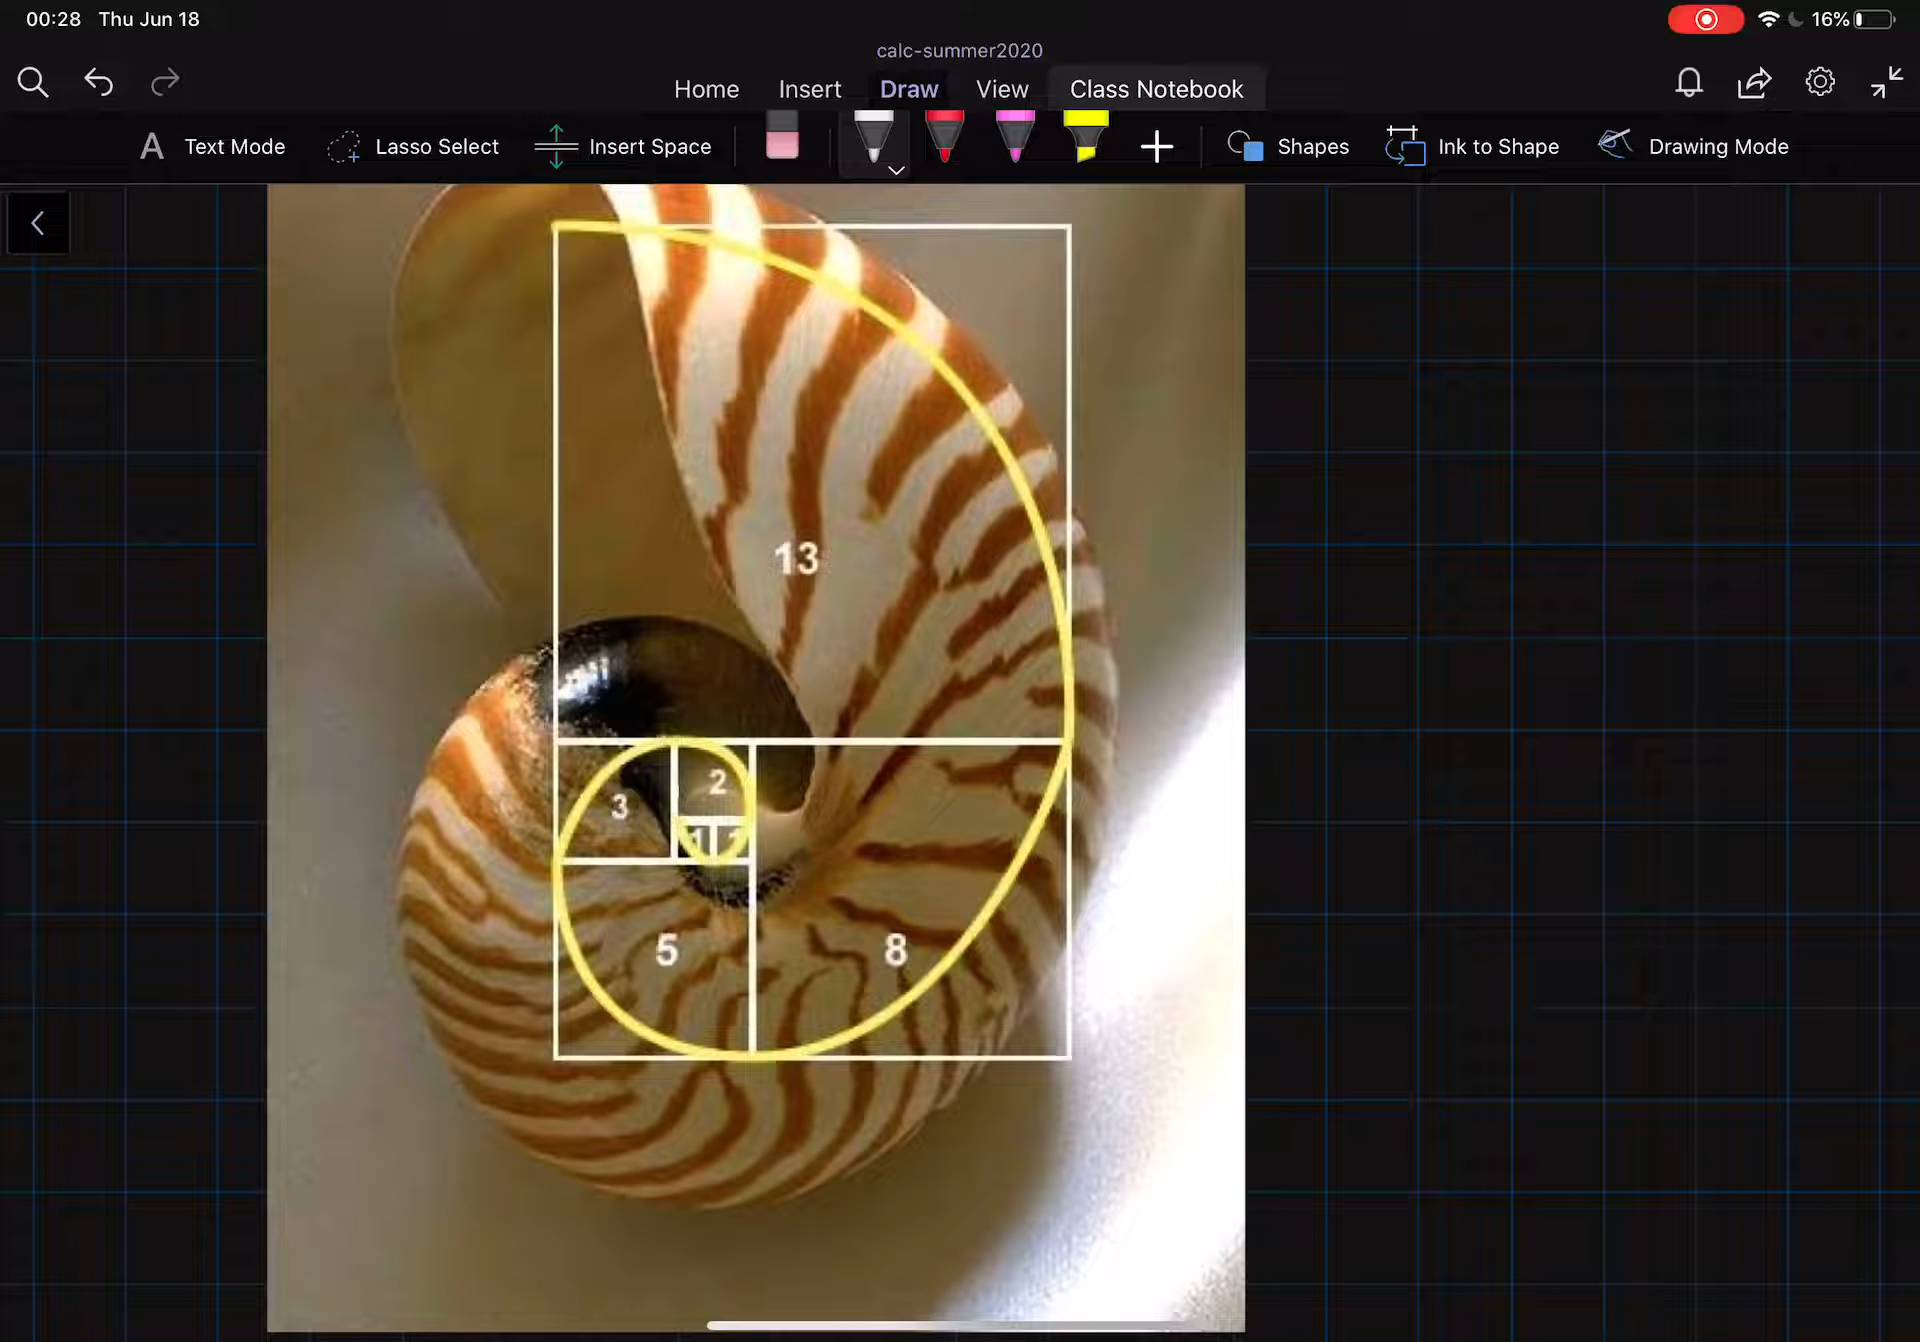 00:28 Thu Jun 18
16%
calc-summer2020
Home Insert Draw View Class Notebook
A Text Mode Lasso Select Insert Space Shapes Ink to Shape Drawing Mode
13
2
3
1 1
5 8